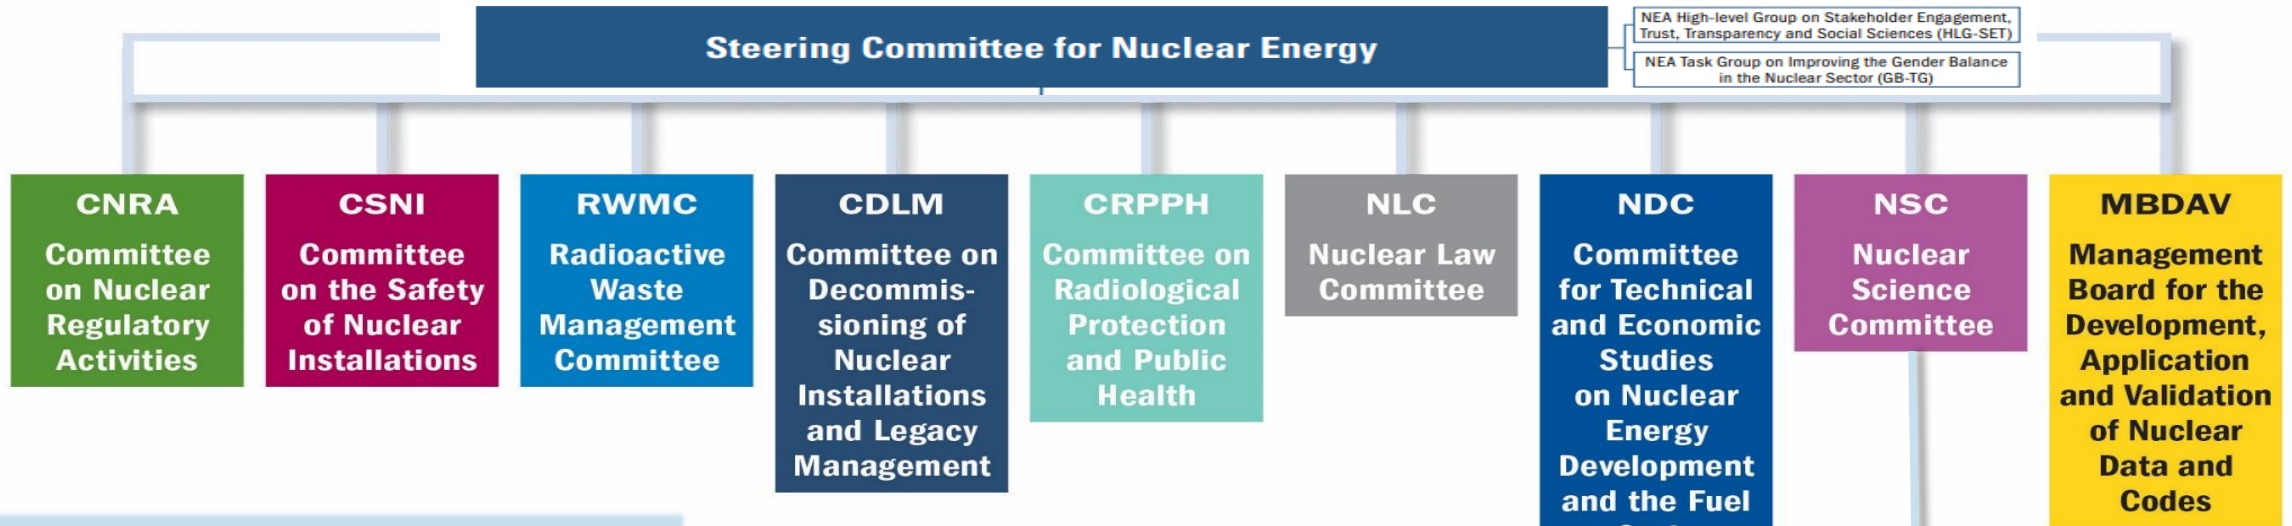 Steering Committee for Nuclear Energy
NEA High-level Group on Stakeholder Engagement,
Trust, Transparency and Social Sciences (HLG-SET)
NEA Task Group on Improving the Gender Balance
in the Nuclear Sector (GB-TG)
CNRA
Committee
on Nuclear
Regulatory
Activities
CSNI
Committee
on the Safety
of Nuclear
Installations
RWMC
Radioactive
Waste
Management
Committee
CDLM
Committee on
Decommis-
sioning of
Nuclear
Installations
and Legacy
Management
CRPPH
Committee on
Radiological
Protection
and Public
Health
NLC
Nuclear Law
Committee
NDC
Committee
for Technical
and Economic
Studies
on Nuclear
Energy
Development
and the Fuel
NSC
Nuclear
Science
Committee
MBDAV
Management
Board for the
Development,
Application
and Validation
of Nuclear
Data and
Codes